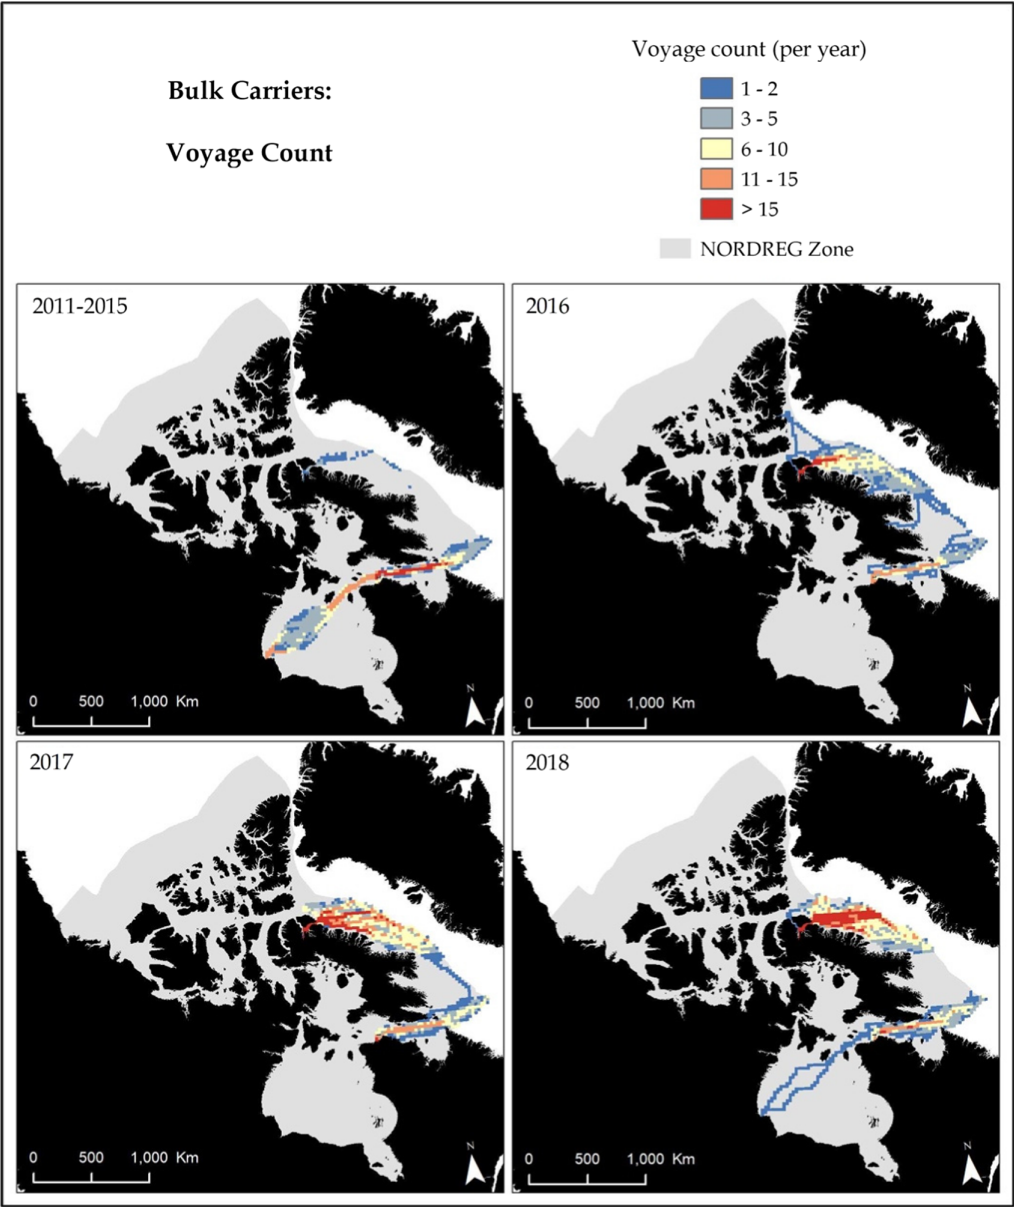 Bulk Carriers:
Voyage Count
Voyage count (per year)
1 - 2
3 - 5
6 - 10
11 - 15
> 15
NORDREG Zone
2011-2015
0 500 1,000 Km
N
2016
0 500 1,000 Km
N
2017
0 500 1,000 Km
N
2018
0 500 1,000 Km
N